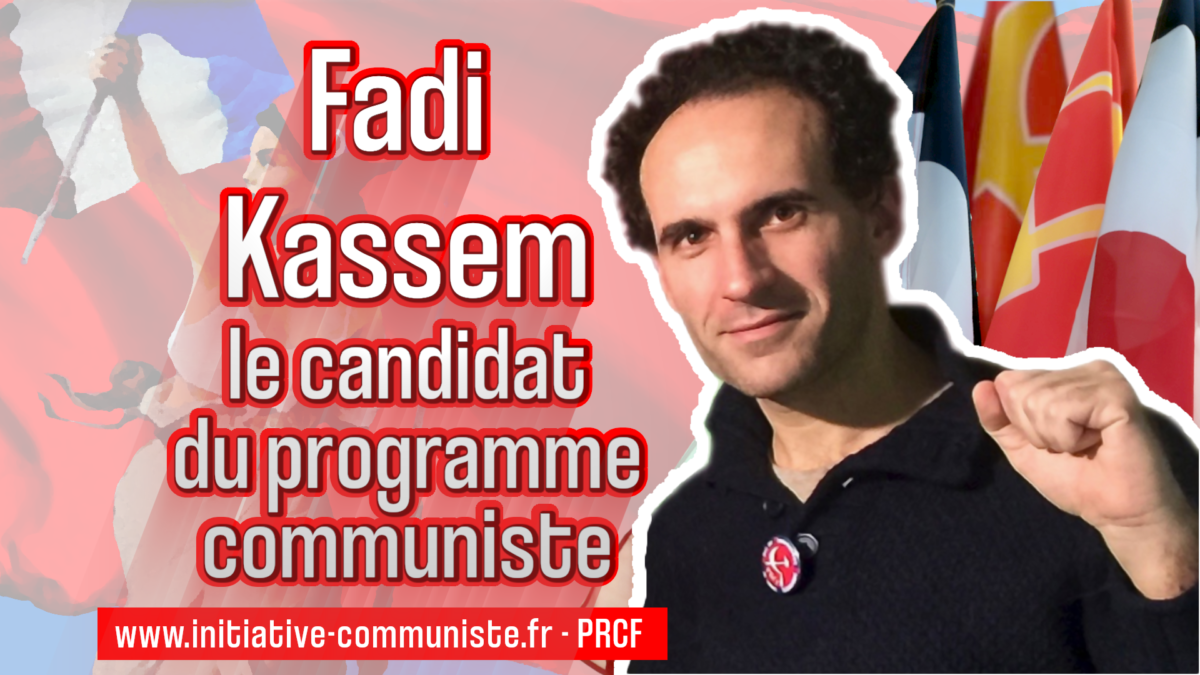 Fadi
Kassem
le candidat
du programme
communiste
www.initiative-communiste.fr - PRCF